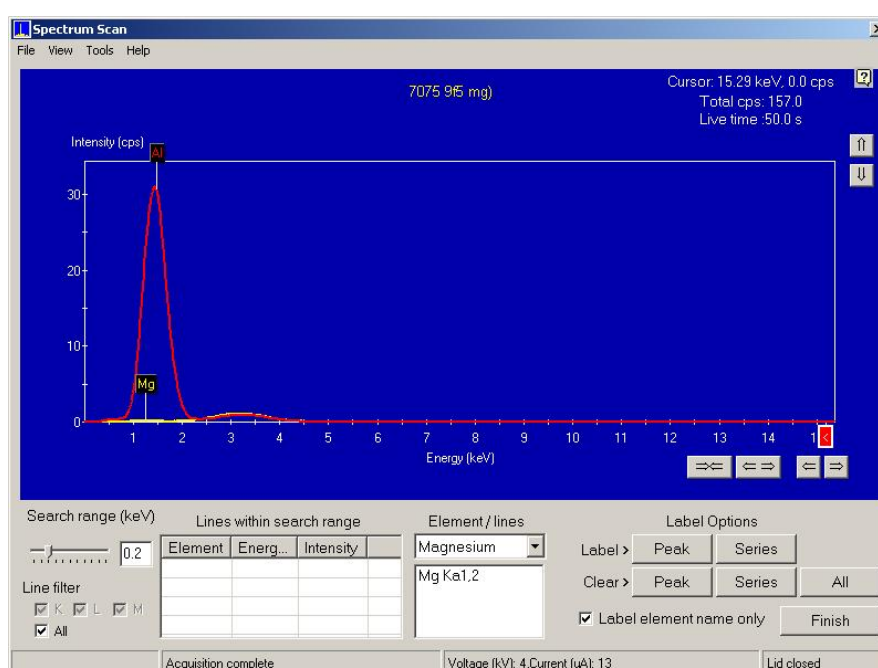 Spectrum Scan
File View Tools Help
7075 9f5 mg)
Cursor: 15.29 keV, 0.0 cps
Total cps: 157.0
Live time :50.0 s
Intensity (cps)
Al
30
20
10
Mg
0
1 2 3 4 5 6 7 8 9 10 11 12 13 14 1
Energy (keV)
Search range (keV)
0.2
Line filter
K L M
All
Lines within search range
Element Energ... Intensity
Element / lines
Magnesium
Mg Ka1,2
Label Options
Label > Peak Series
Clear > Peak Series All
Label element name only Finish
Acquisition complete Voltage (kV): 4,Current (uA): 13 Lid closed